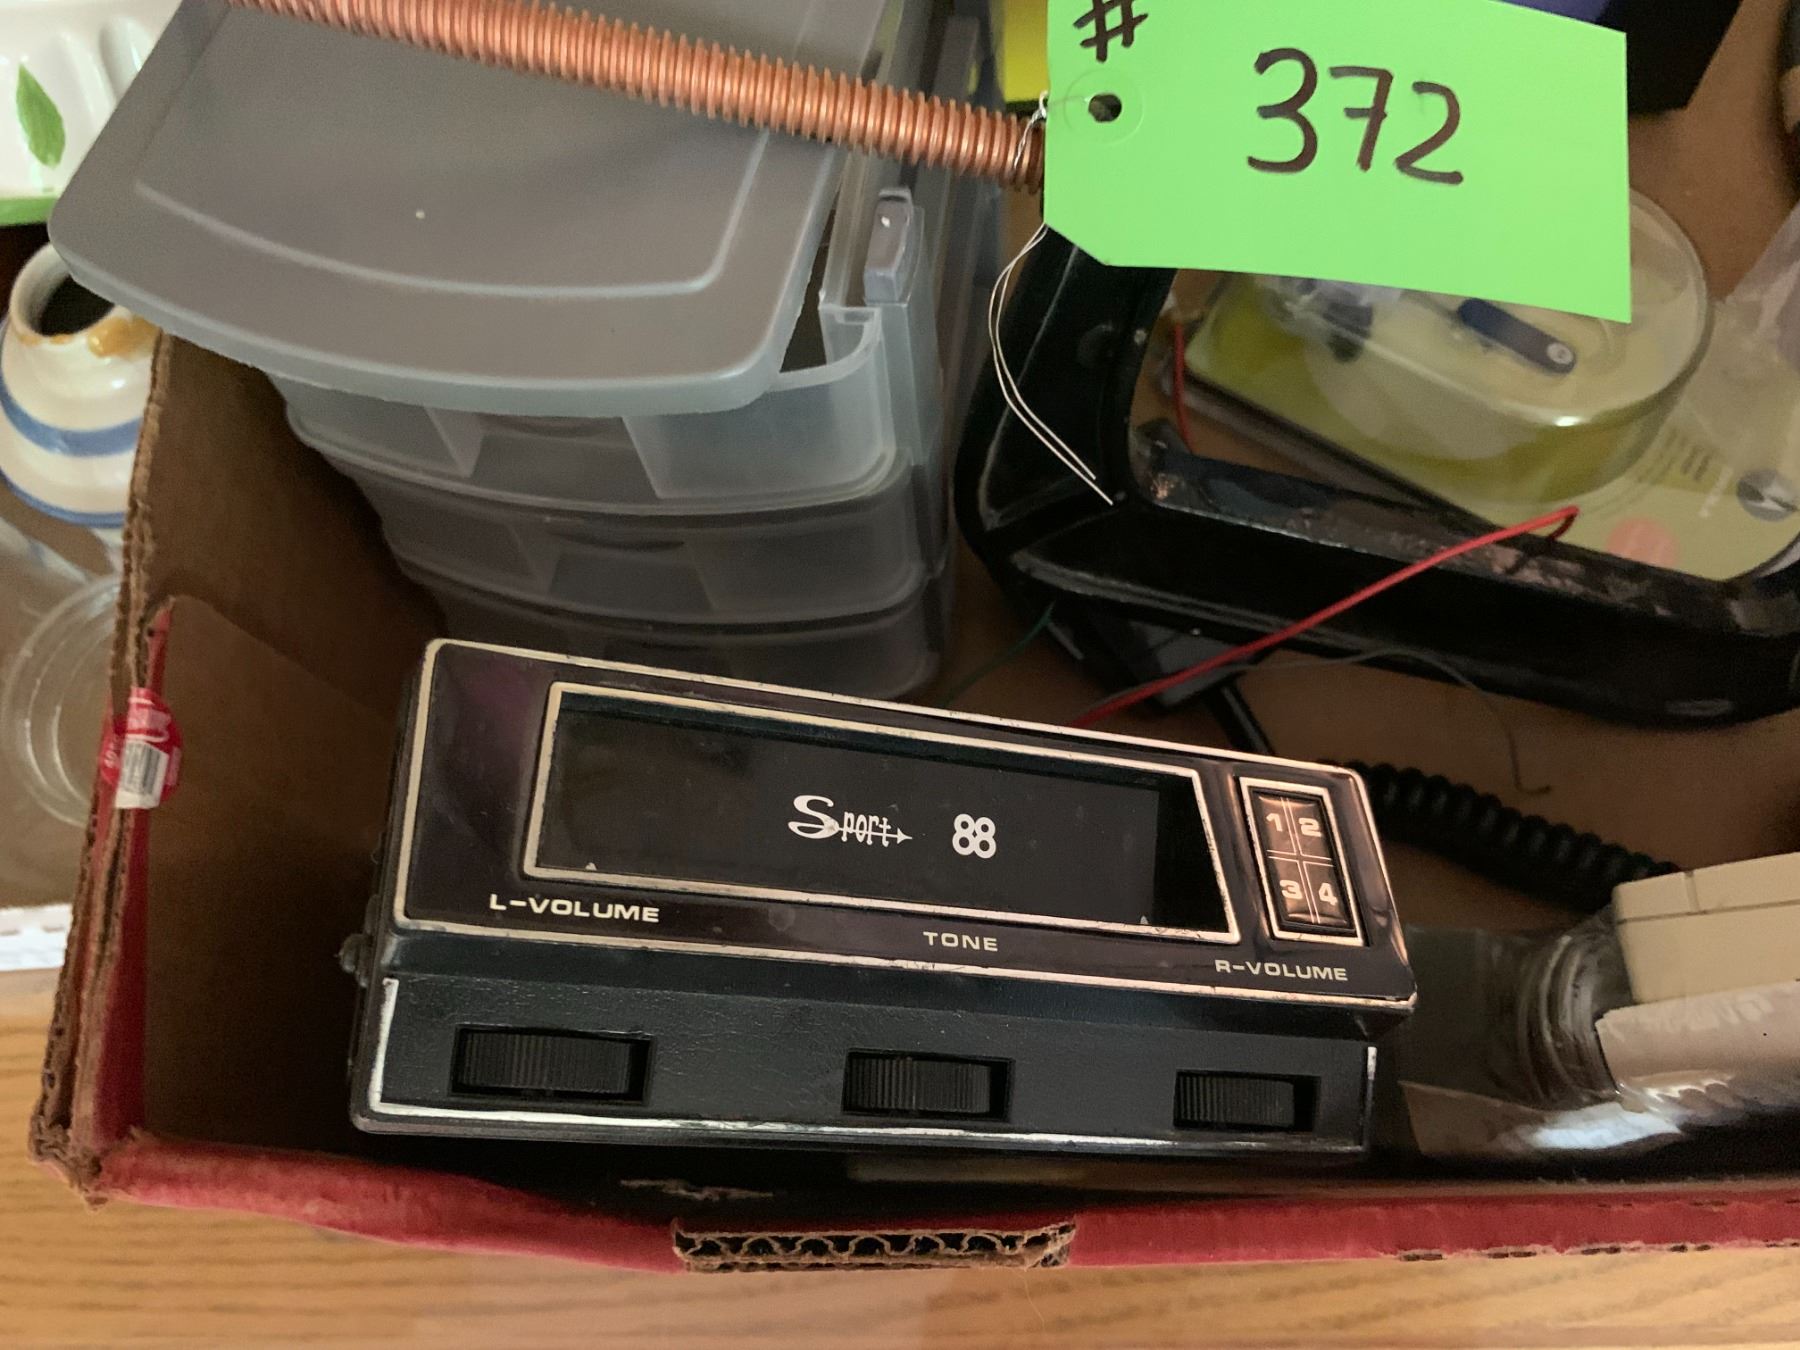 # 372
Sport 88
1 2
3 4
L-VOLUME
TONE
R-VOLUME